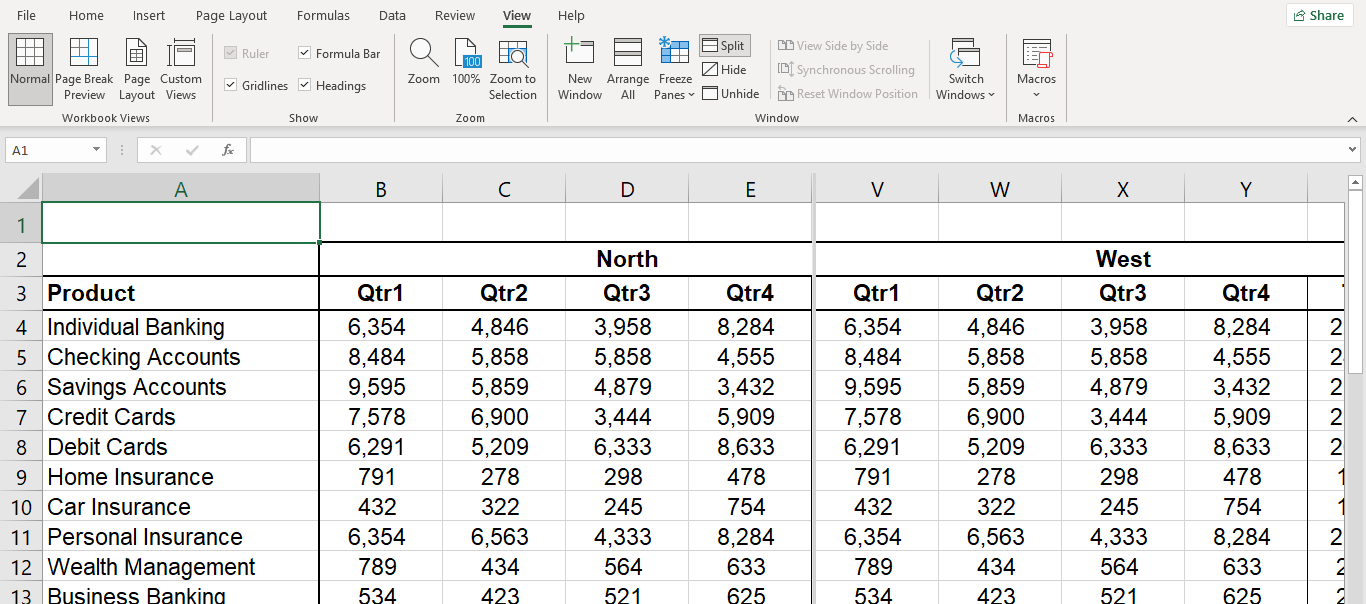 File Home Insert Page Layout Formulas Data Review View Help Share
Normal Page Break Preview Page Layout Custom Views
Workbook Views
Ruler Formula Bar
Gridlines Headings
Show
Zoom 100% Zoom to Selection
100
Zoom
New Window Arrange All Freeze Panes
Split
Hide
Unhide
View Side by Side
Synchronous Scrolling
Reset Window Position
Switch Windows
Window
Macros
Macros
A1 fx
A B C D E V W X Y
1
2 North West
3 Product Qtr1 Qtr2 Qtr3 Qtr4 Qtr1 Qtr2 Qtr3 Qtr4
4 Individual Banking 6,354 4,846 3,958 8,284 6,354 4,846 3,958 8,284 2
5 Checking Accounts 8,484 5,858 5,858 4,555 8,484 5,858 5,858 4,555 2
6 Savings Accounts 9,595 5,859 4,879 3,432 9,595 5,859 4,879 3,432 2
7 Credit Cards 7,578 6,900 3,444 5,909 7,578 6,900 3,444 5,909 2
8 Debit Cards 6,291 5,209 6,333 8,633 6,291 5,209 6,333 8,633 2
9 Home Insurance 791 278 298 478 791 278 298 478 1
10 Car Insurance 432 322 245 754 432 322 245 754 1
11 Personal Insurance 6,354 6,563 4,333 8,284 6,354 6,563 4,333 8,284 2
12 Wealth Management 789 434 564 633 789 434 564 633 2
13 Business Banking 534 423 521 625 534 423 521 625 2